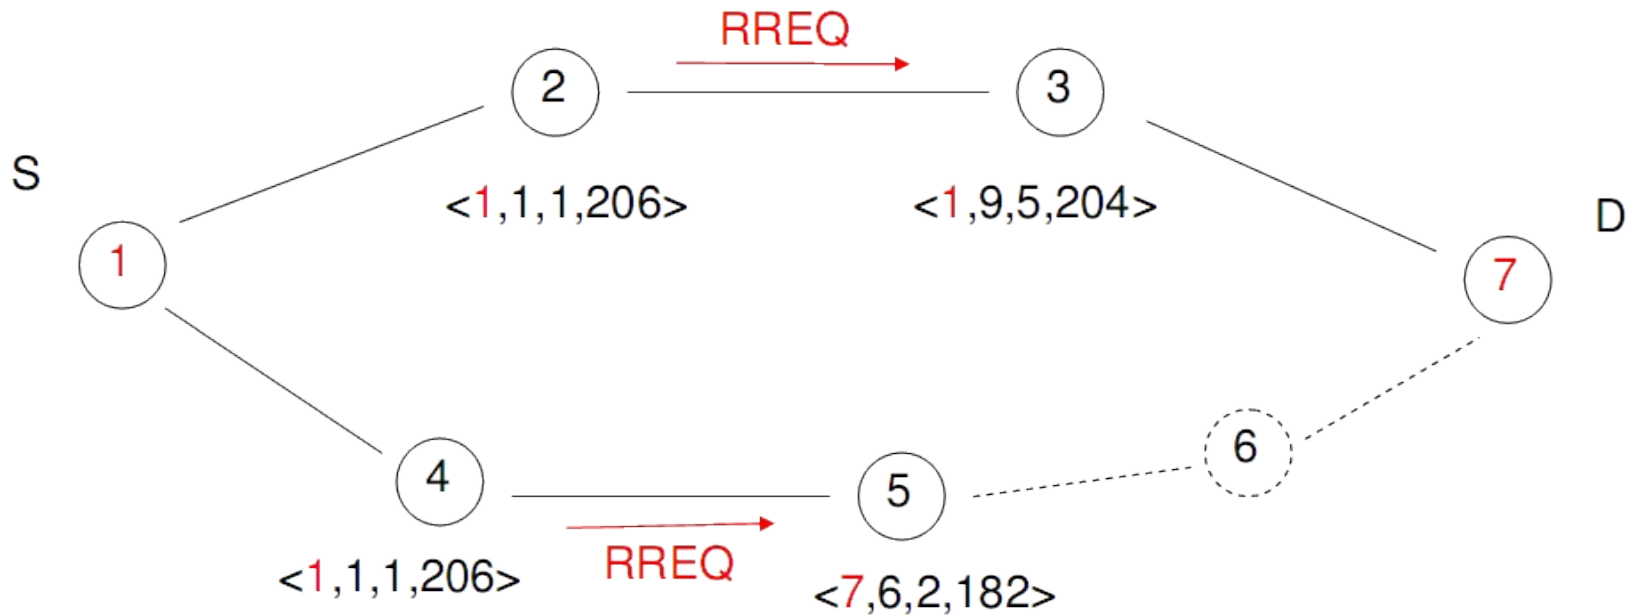 RREQ
2
3
S
<1,1,1,206>
<1,9,5,204>
D
1
7
6
4
5
<1,1,1,206>
RREQ
<7,6,2,182>